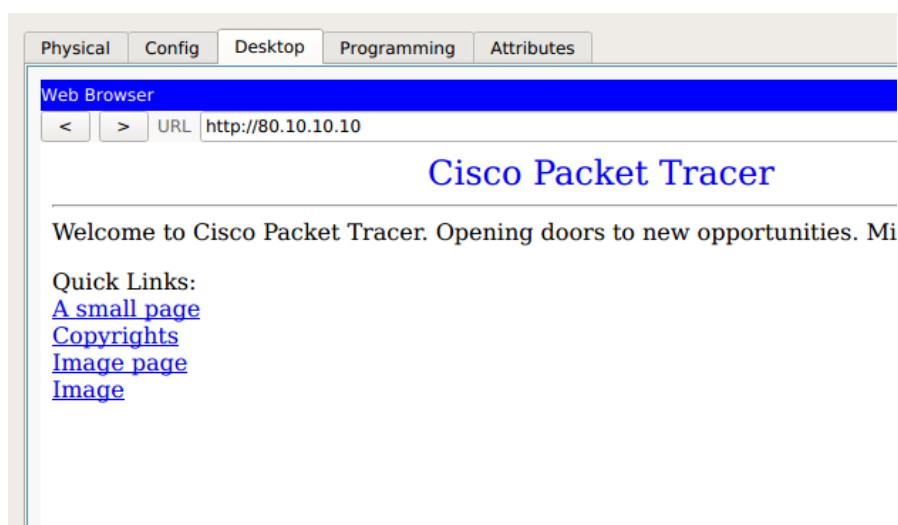 Physical Config Desktop Programming Attributes
Web Browser
< > URL http://80.10.10.10
Cisco Packet Tracer
Welcome to Cisco Packet Tracer. Opening doors to new opportunities. Mi
Quick Links:
A small page
Copyrights
Image page
Image